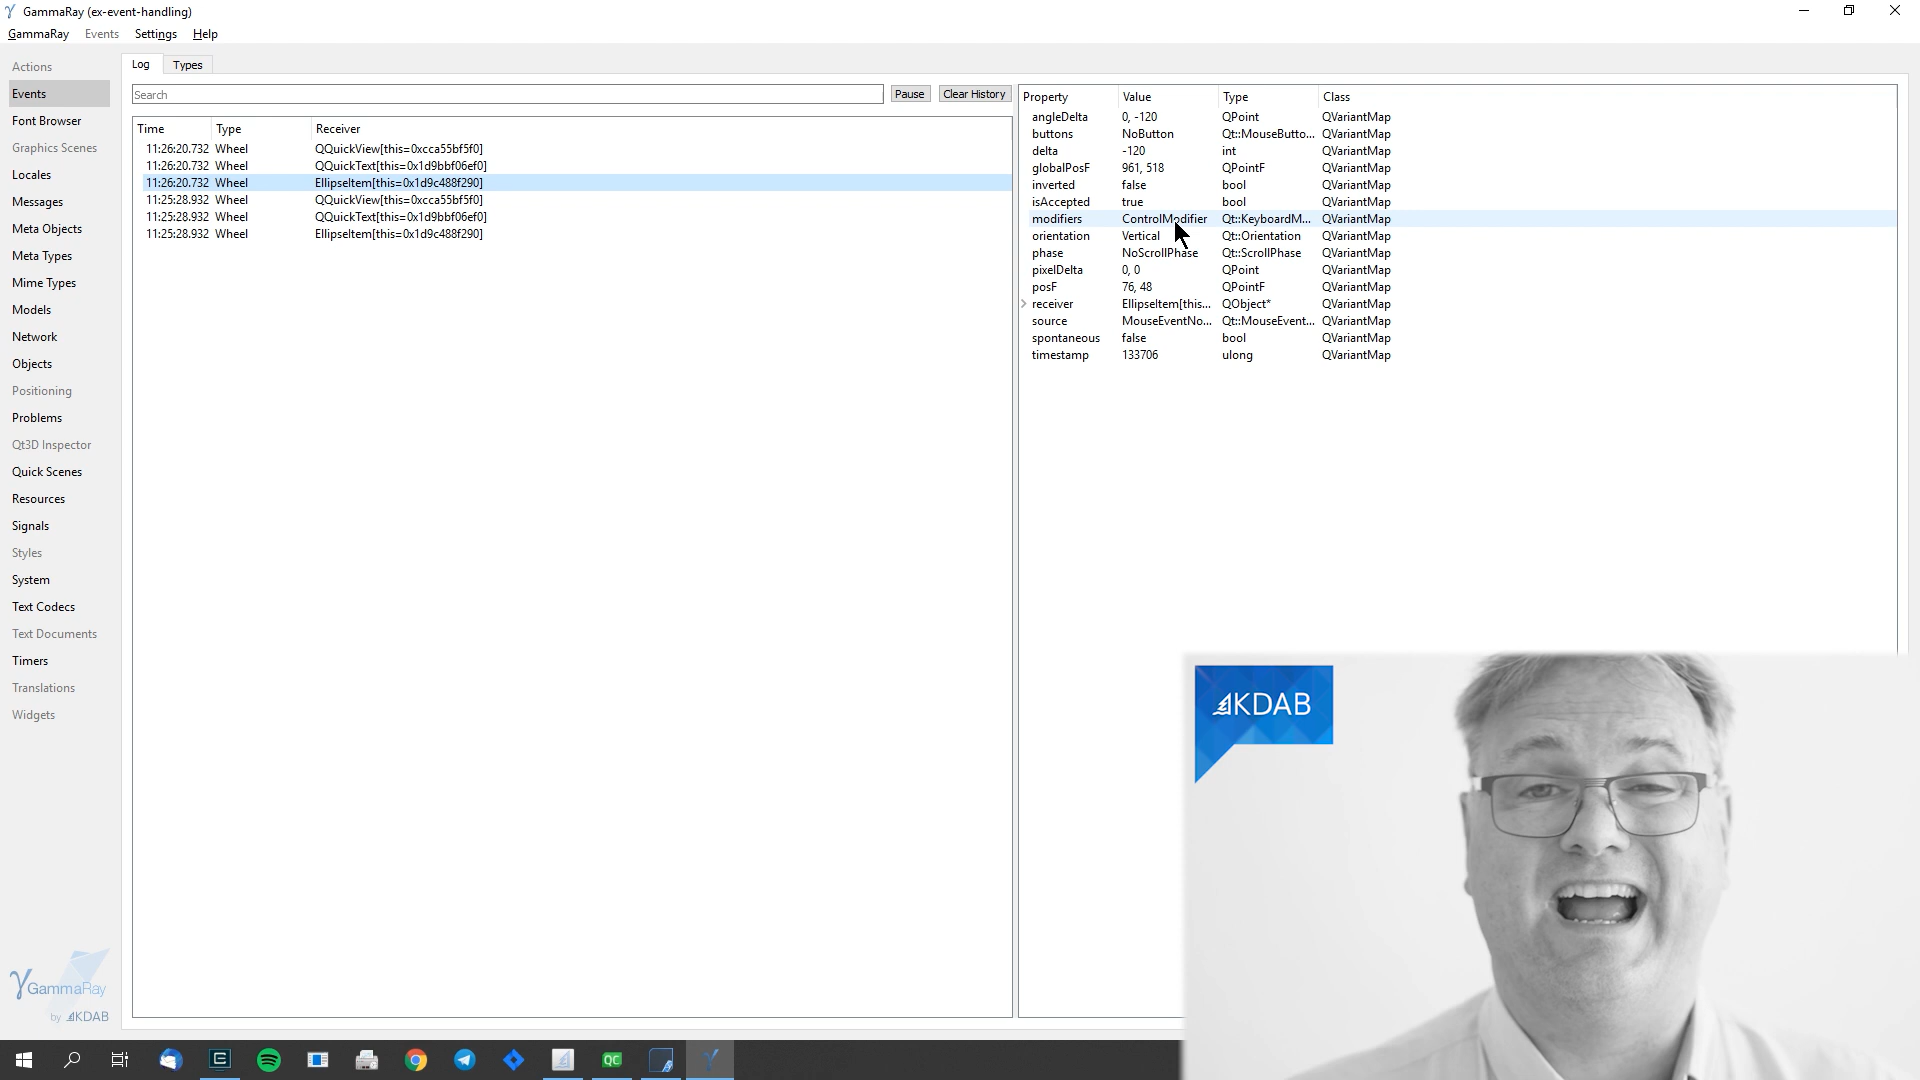 GammaRay (ex-event-handling)
GammaRay Events Settings Help
Actions
Events
Font Browser
Graphics Scenes
Locales
Messages
Meta Objects
Meta Types
Mime Types
Models
Network
Objects
Positioning
Problems
Qt3D Inspector
Quick Scenes
Resources
Signals
Styles
System
Text Codecs
Text Documents
Timers
Translations
Widgets
GammaRay
by KDAB
Log Types
Search Pause Clear History
Time Type Receiver
11:26:20.732 Wheel QQuickView[this=0xcca55bf5f0]
11:26:20.732 Wheel QQuickText[this=0x1d9bbf06ef0]
11:26:20.732 Wheel EllipseItem[this=0x1d9c488f290]
11:25:28.932 Wheel QQuickView[this=0xcca55bf5f0]
11:25:28.932 Wheel QQuickText[this=0x1d9bbf06ef0]
11:25:28.932 Wheel EllipseItem[this=0x1d9c488f290]
Property Value Type Class
angleDelta 0, -120 QPoint QVariantMap
buttons NoButton Qt::MouseButto... QVariantMap
delta -120 int QVariantMap
globalPosF 961, 518 QPointF QVariantMap
inverted false bool QVariantMap
isAccepted true bool QVariantMap
modifiers ControlModifier Qt::KeyboardM... QVariantMap
orientation Vertical Qt::Orientation QVariantMap
phase NoScrollPhase Qt::ScrollPhase QVariantMap
pixelDelta 0, 0 QPoint QVariantMap
posF 76, 48 QPointF QVariantMap
receiver EllipseItem[this... QObject* QVariantMap
source MouseEventNo... Qt::MouseEvent... QVariantMap
spontaneous false bool QVariantMap
timestamp 133706 ulong QVariantMap
KDAB
QC